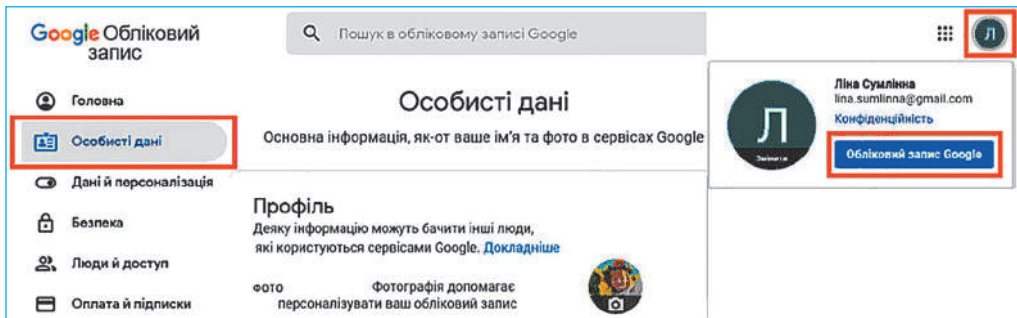 Google Обліковий запис
Пошук в обліковому записі Google
Л
Головна
Особисті дані
Дані й персоналізація
Безпека
Люди й доступ
Оплата й підписки
Особисті дані
Основна інформація, як-от ваше ім'я та фото в сервісах Google
Профіль
Деяку інформацію можуть бачити інші люди,
які користуються сервісами Google. Докладніше
ФОТО
Фотографія допомагає
персоналізувати ваш обліковий запис
Л
Змінити
Ліна Сумлінна
lina.sumlinna@gmail.com
Конфіденційність
Обліковий запис Google